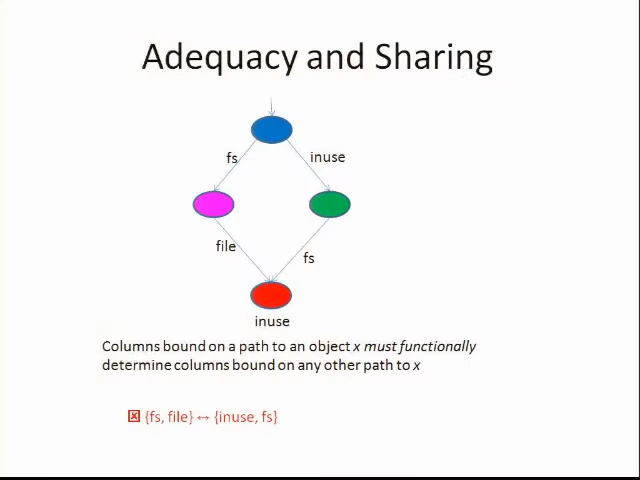 Adequacy and Sharing
fs
inuse
file
fs
inuse
Columns bound on a path to an object x must functionally
determine columns bound on any other path to x
☒ {fs, file} ↔ {inuse, fs}